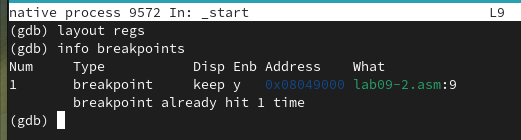 native process 9572 In: _start L9
(gdb) layout regs
(gdb) info breakpoints
Num Type Disp Enb Address What
1 breakpoint keep y 0x08049000 lab09-2.asm:9
breakpoint already hit 1 time
(gdb)